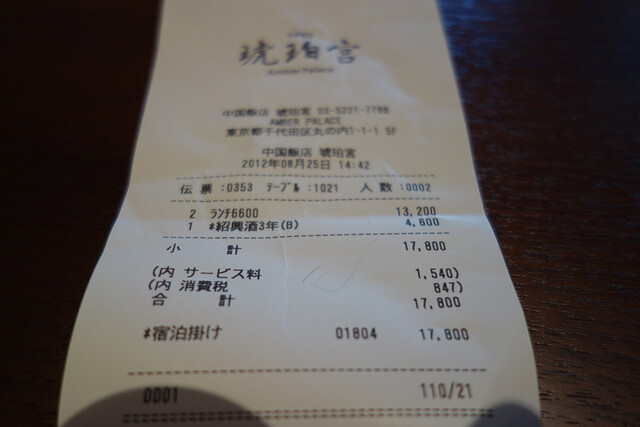 琥珀宮
Amber Palace
中国飯店 琥珀宮 03-5221-7788
AMBER PALACE
東京都千代田区丸の内1-1-1 5F
中国飯店 琥珀宮
2012年08月25日 14:42
伝票:0353 ﾃｰﾌﾞﾙ:1021 人数:0002
2 ﾗﾝﾁ6600 13,200
1 *紹興酒3年(B) 4,600
小 計 17,800
(内 サービス料 1,540)
(内 消費税 847)
合 計 17,800
*宿泊掛け 01804 17,800
0001 110/21